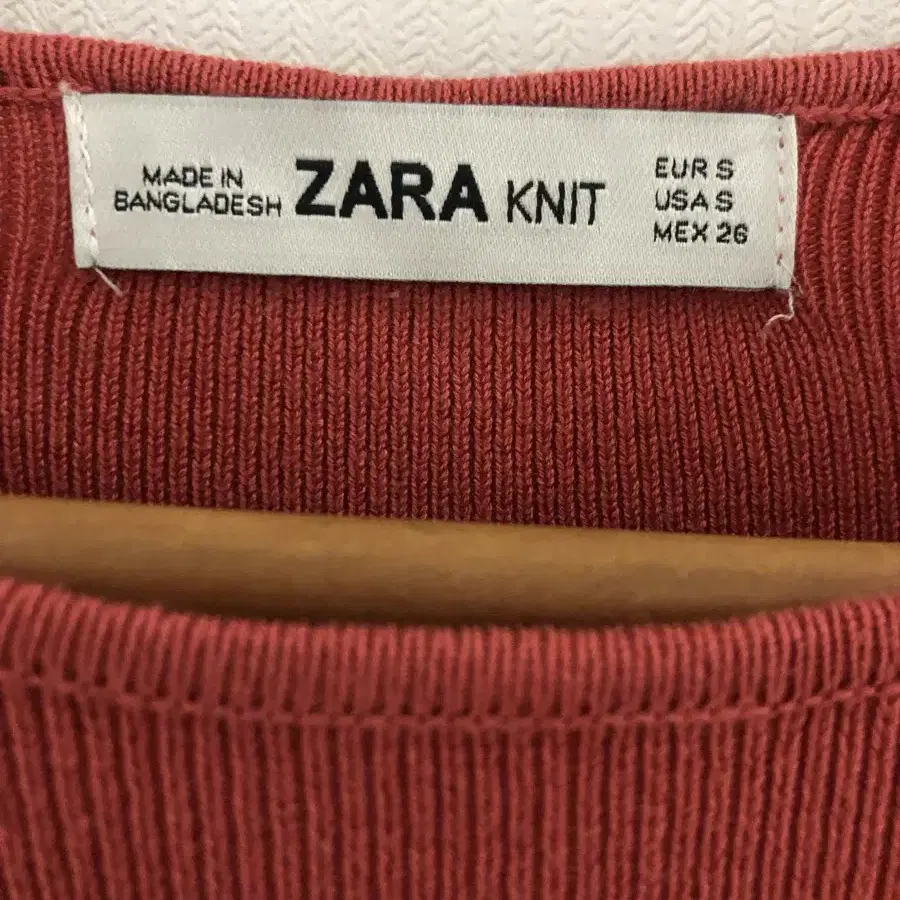 MADE IN
BANGLADESH
ZARA KNIT
EUR S
USA S
MEX 26